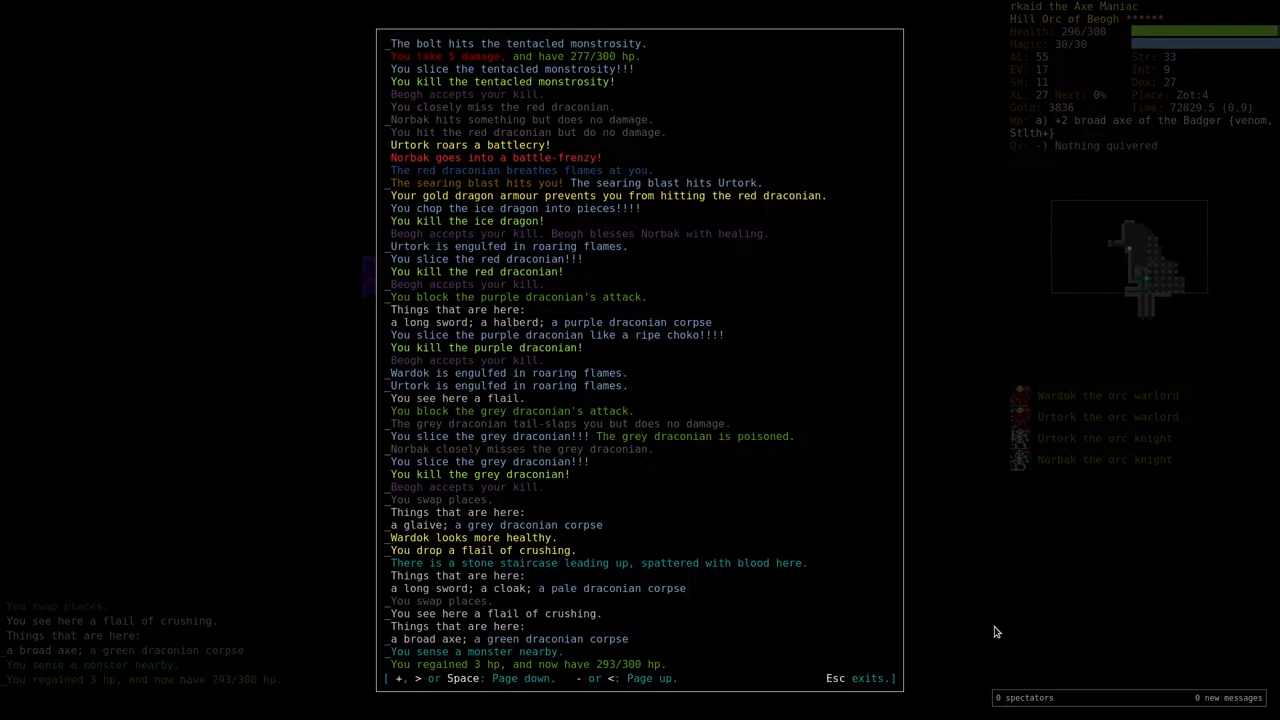 _The bolt hits the tentacled monstrosity.
You take 5 damage, and have 277/300 hp.
You slice the tentacled monstrosity!!!
You kill the tentacled monstrosity!
Beogh accepts your kill.
You closely miss the red draconian.
_Norbak hits something but does no damage.
You hit the red draconian but do no damage.
Urtork roars a battlecry!
Norbak goes into a battle-frenzy!
The red draconian breathes flames at you.
_The searing blast hits you! The searing blast hits Urtork.
Your gold dragon armour prevents you from hitting the red draconian.
You chop the ice dragon into pieces!!!!
You kill the ice dragon!
Beogh accepts your kill. Beogh blesses Norbak with healing.
_Urtork is engulfed in roaring flames.
You slice the red draconian!!!
You kill the red draconian!
Beogh accepts your kill.
_You block the purple draconian's attack.
Things that are here:
a long sword; a halberd; a purple draconian corpse
You slice the purple draconian like a ripe choko!!!!
You kill the purple draconian!
Beogh accepts your kill.
_Wardok is engulfed in roaring flames.
_Urtork is engulfed in roaring flames.
You see here a flail.
_You block the grey draconian's attack.
_The grey draconian tail-slaps you but does no damage.
You slice the grey draconian!!! The grey draconian is poisoned.
_Norbak closely misses the grey draconian.
You slice the grey draconian!!!
You kill the grey draconian!
_Beogh accepts your kill.
_You swap places.
Things that are here:
_a glaive; a grey draconian corpse
_Wardok looks more healthy.
_You drop a flail of crushing.
_There is a stone staircase leading up, spattered with blood here.
Things that are here:
_a long sword; a cloak; a pale draconian corpse
_You swap places.
_You see here a flail of crushing.
Things that are here:
_a broad axe; a green draconian corpse
_You sense a monster nearby.
_You regained 3 hp, and now have 293/300 hp.
[ +, > or Space: Page down.   - or <: Page up.   Esc exits.]
rkaid the Axe Maniac
Hill Orc of Beogh ******
Health: 296/300
Magic: 30/30
AC: 55 Str: 33
EV: 17 Int: 9
SH: 11 Dex: 27
XL: 27 Next: 0% Place: Zot:4
Gold: 3836 Time: 72829.5 (0.9)
Wp: a) +2 broad axe of the Badger {venom,
Stlth+}
Qv: -) Nothing quivered
Wardok the orc warlord
Urtork the orc warlord
Urtork the orc knight
Norbak the orc knight
You swap places.
You see here a flail of crushing.
Things that are here:
_a broad axe; a green draconian corpse
_You sense a monster nearby.
_You regained 3 hp, and now have 293/300 hp.
0 spectators 0 new messages